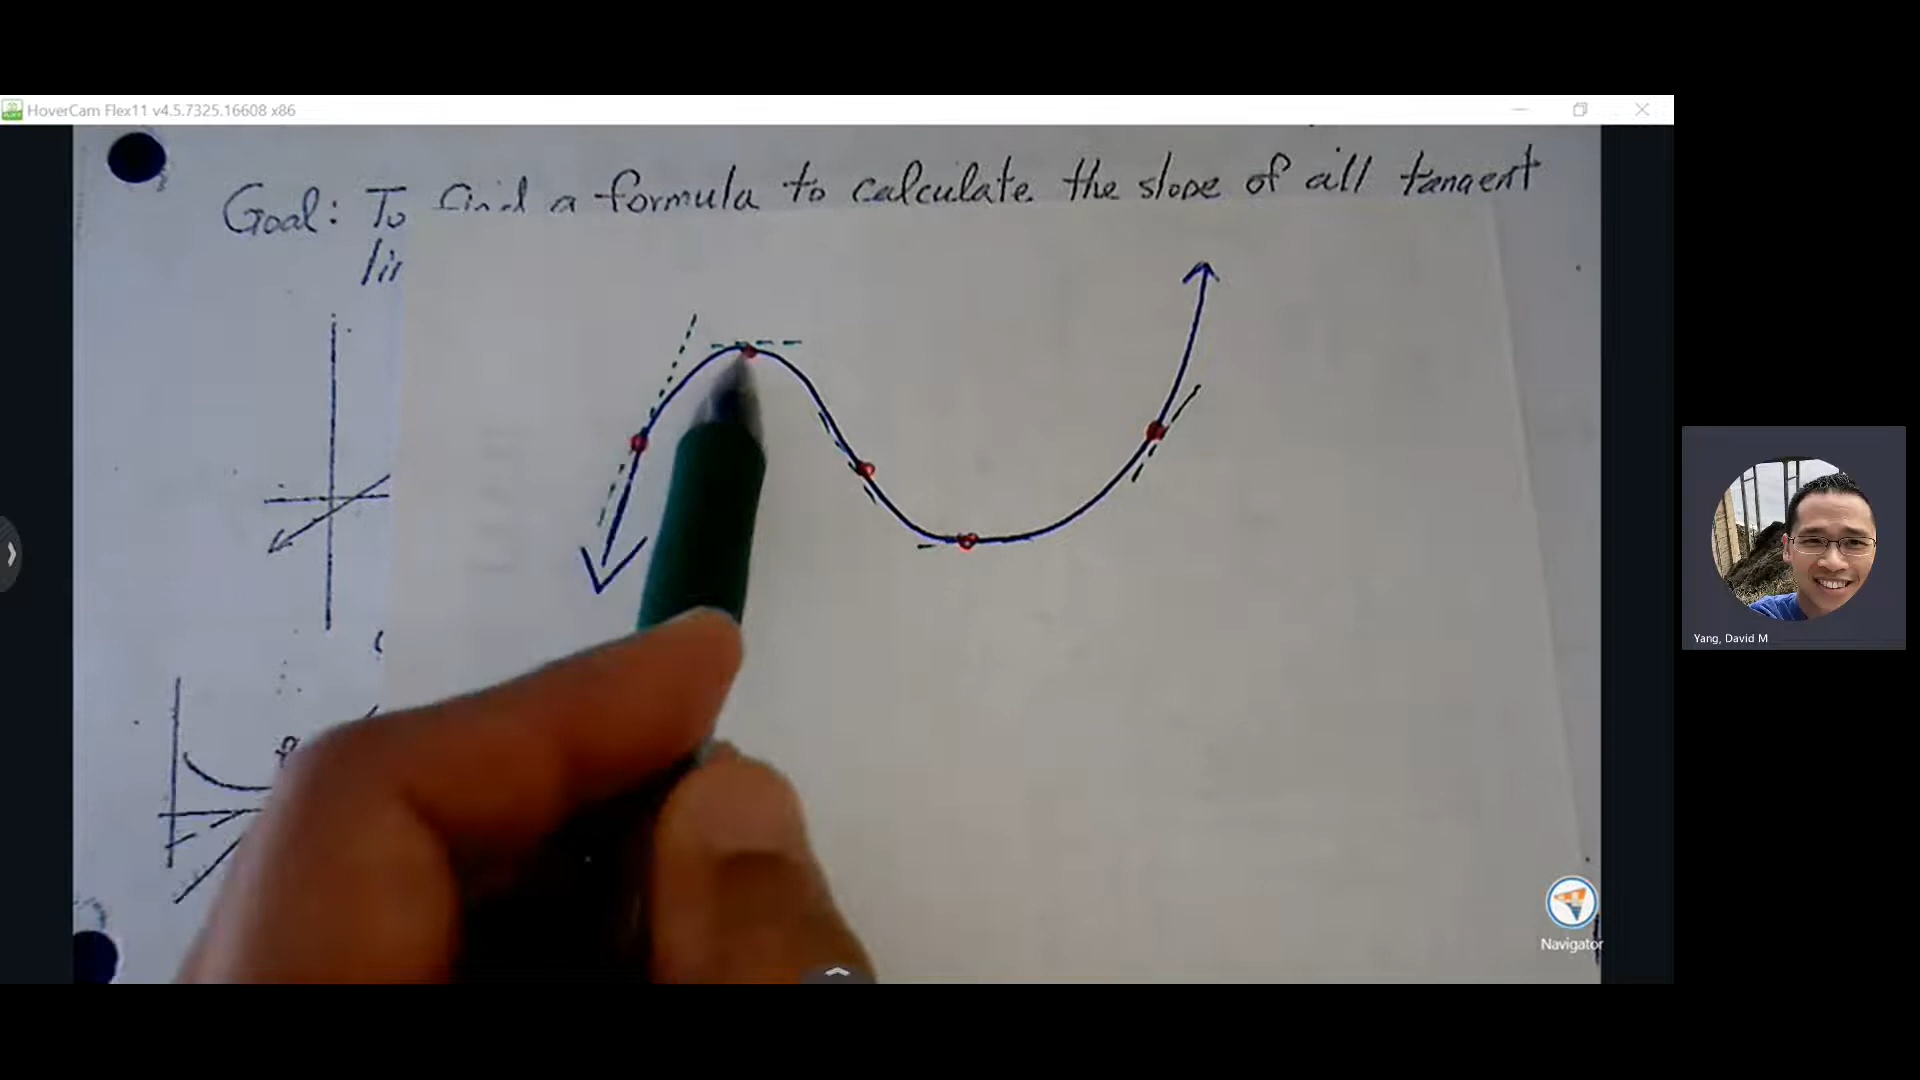 HoverCam Flex11 v4.5.7325.16608 x86
Goal: To find a formula to calculate the slope of all tangent
Yang, David M
Navigator